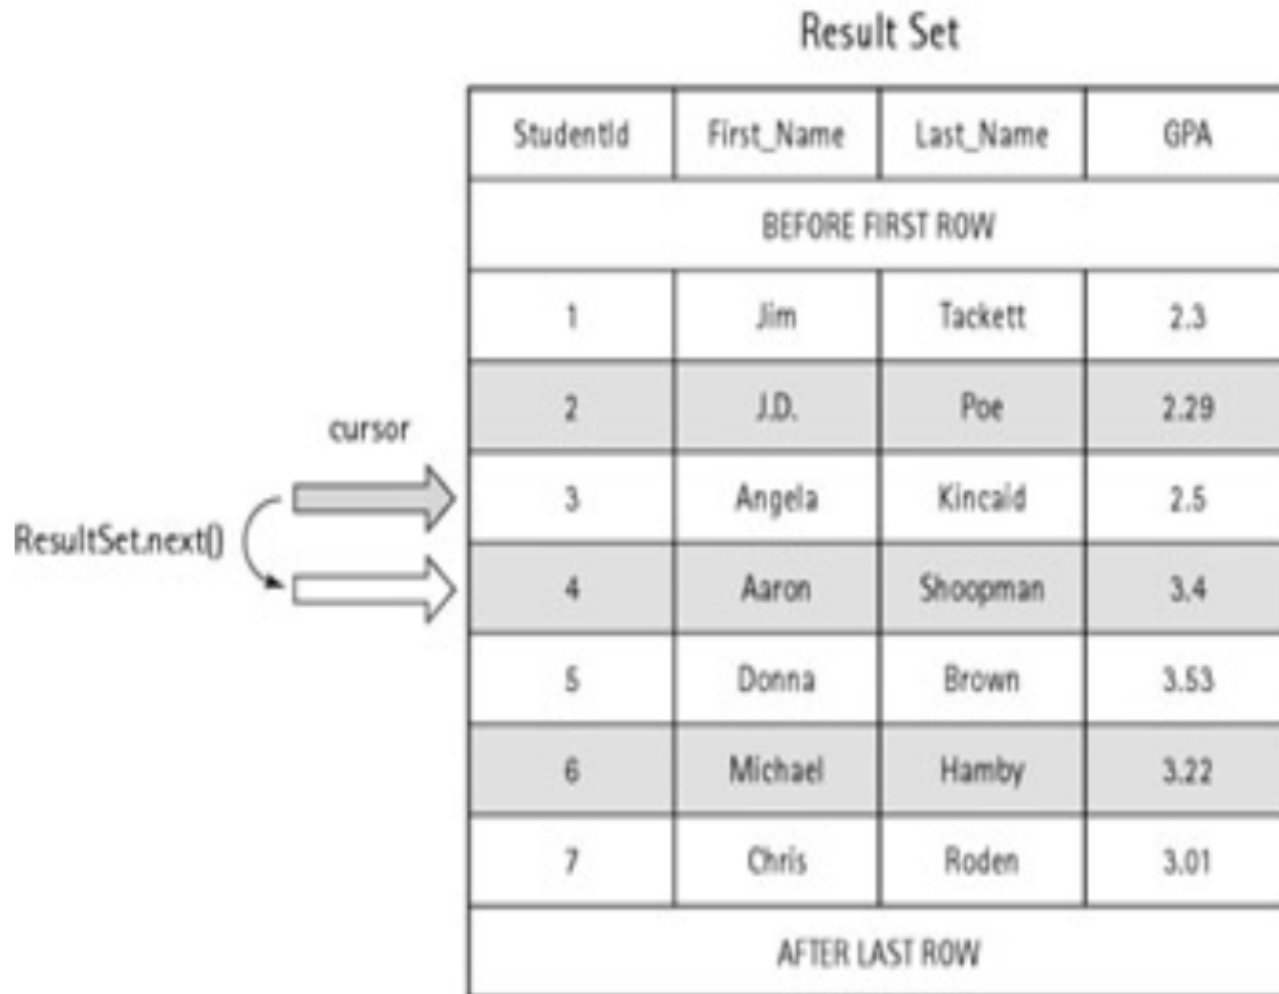 Result Set
StudentId First_Name Last_Name GPA
BEFORE FIRST ROW
1 Jim Tackett 2.3
2 J.D. Poe 2.29
cursor
3 Angela Kincaid 2.5
ResultSet.next()
4 Aaron Shoopman 3.4
5 Donna Brown 3.53
6 Michael Hamby 3.22
7 Chris Roden 3.01
AFTER LAST ROW